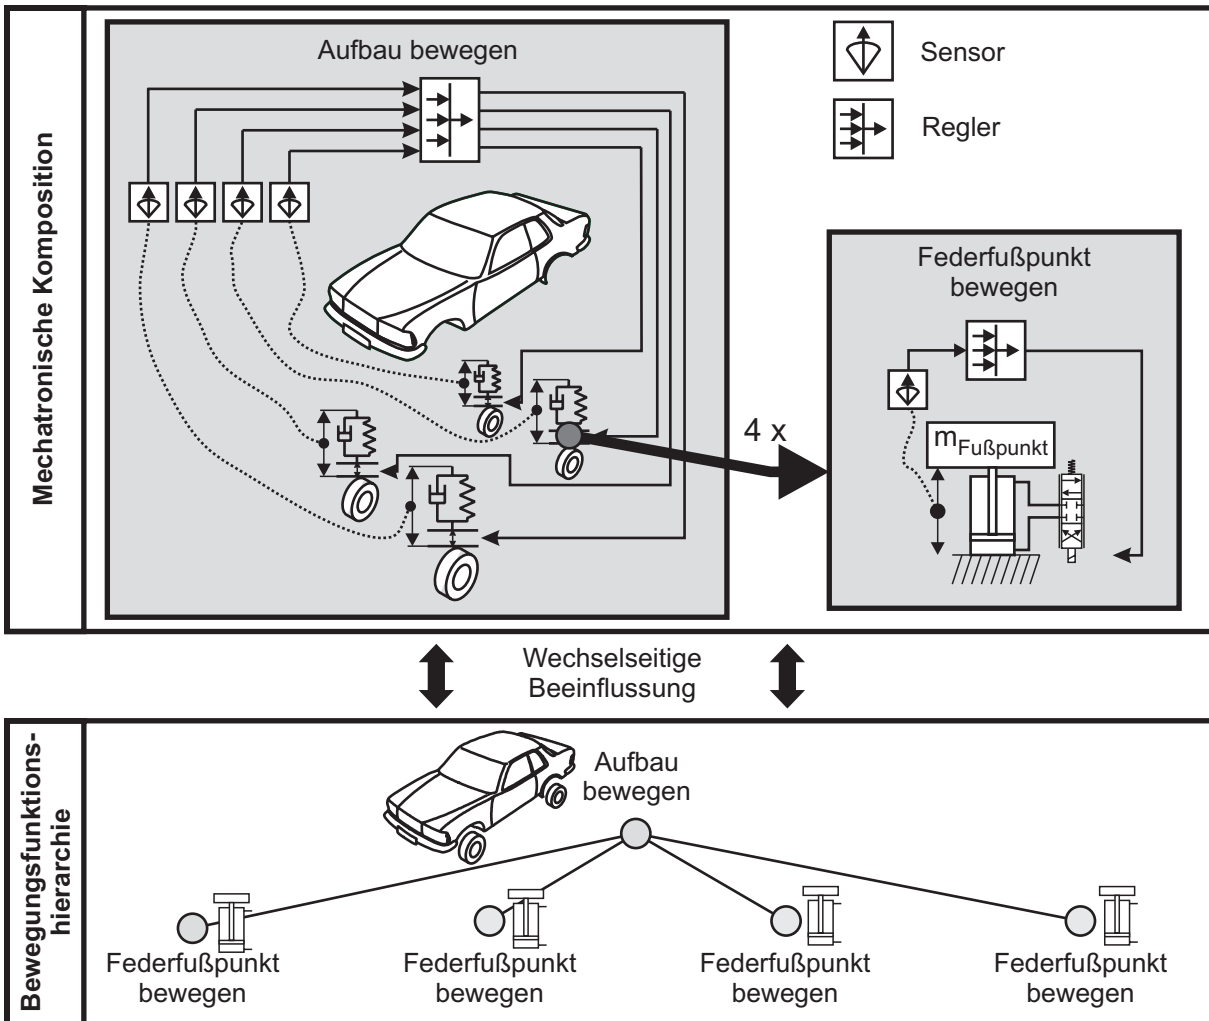 Mechatronische Komposition
Aufbau bewegen
Sensor
Regler
4 x
Federfußpunkt
bewegen
mFußpunkt
Wechselseitige
Beeinflussung
Bewegungsfunktions-
hierarchie
Aufbau
bewegen
Federfußpunkt
bewegen
Federfußpunkt
bewegen
Federfußpunkt
bewegen
Federfußpunkt
bewegen